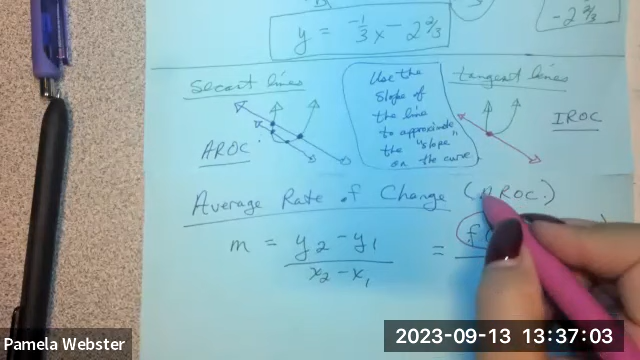 y = -1/3 x - 2 2/3
-2 2/3
Secant lines
AROC
Use the
slope of
the line
to approximate
the "slope"
on the curve.
tangent lines
IROC
Average Rate of Change (AROC)
m = y2 - y1 / x2 - x1 = f(
Pamela Webster
2023-09-13 13:37:03